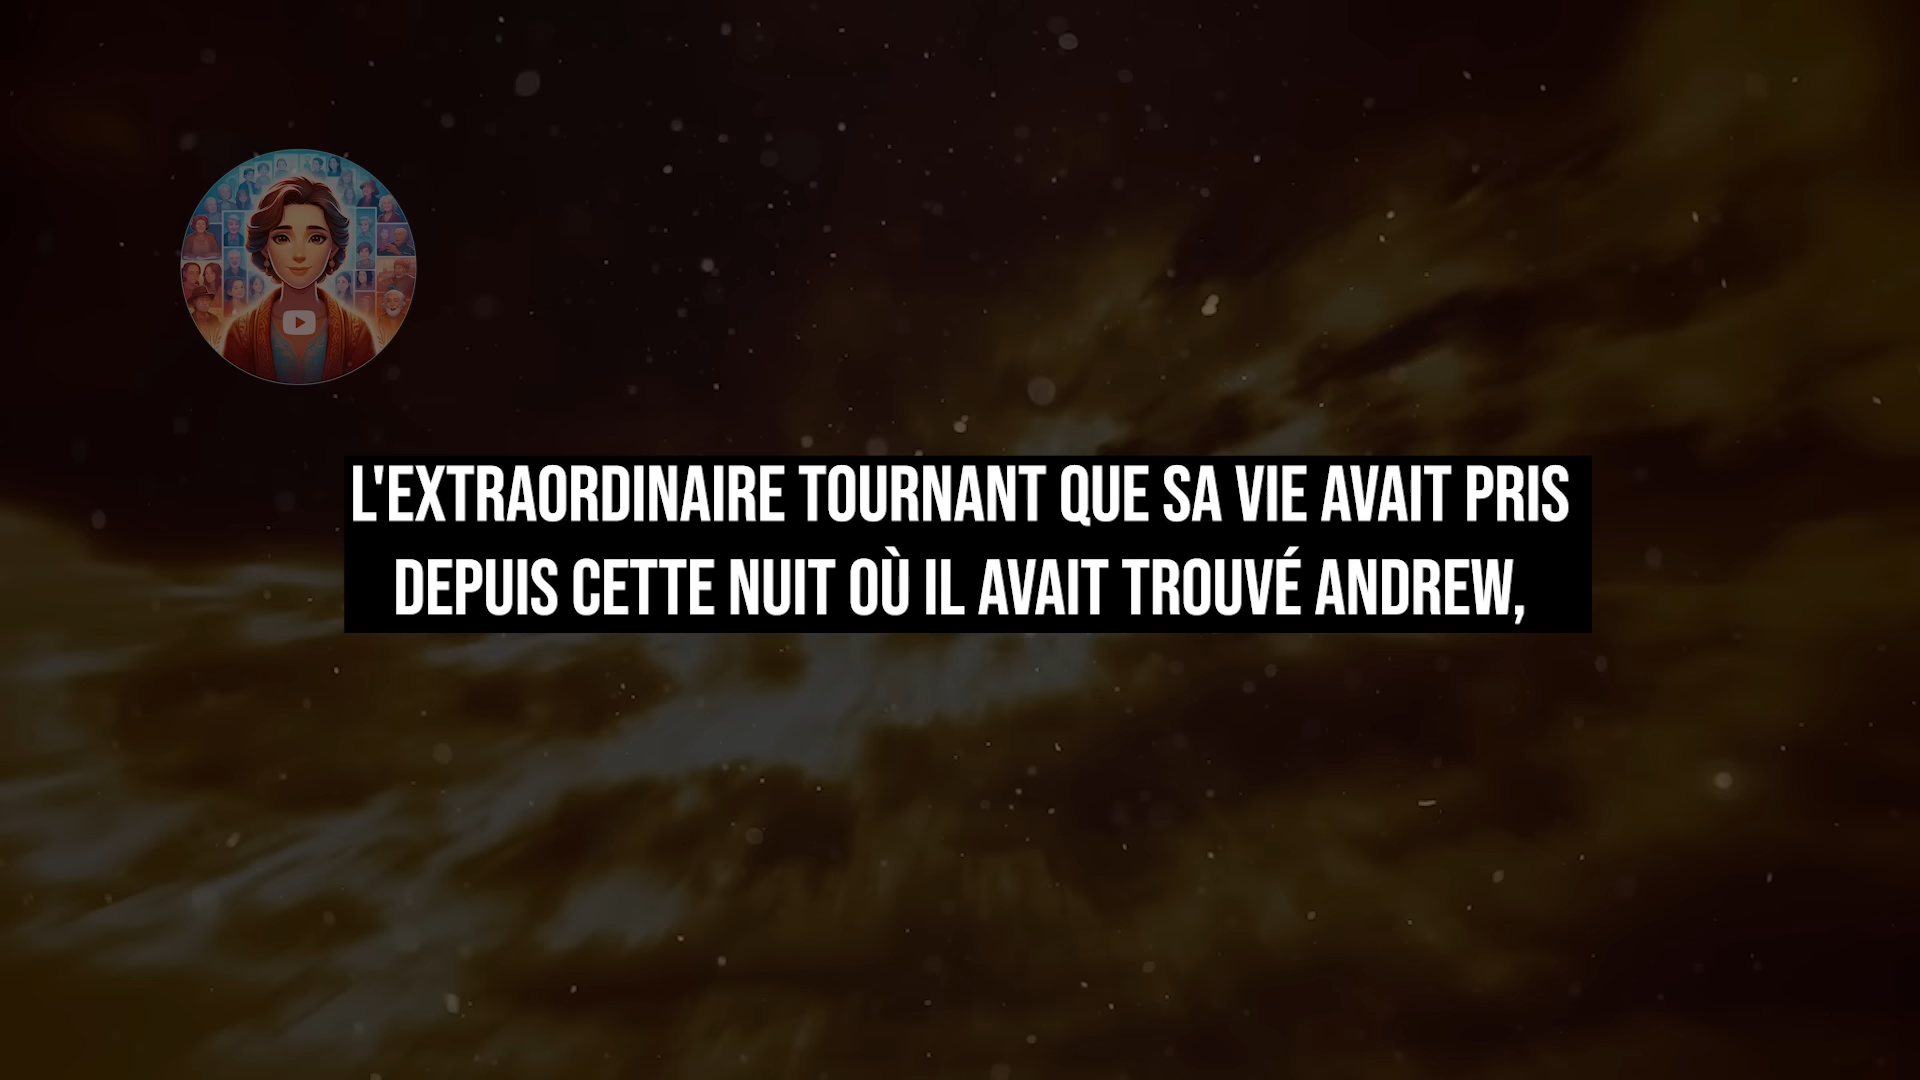 L'EXTRAORDINAIRE TOURNANT QUE SA VIE AVAIT PRIS
DEPUIS CETTE NUIT OÙ IL AVAIT TROUVÉ ANDREW,